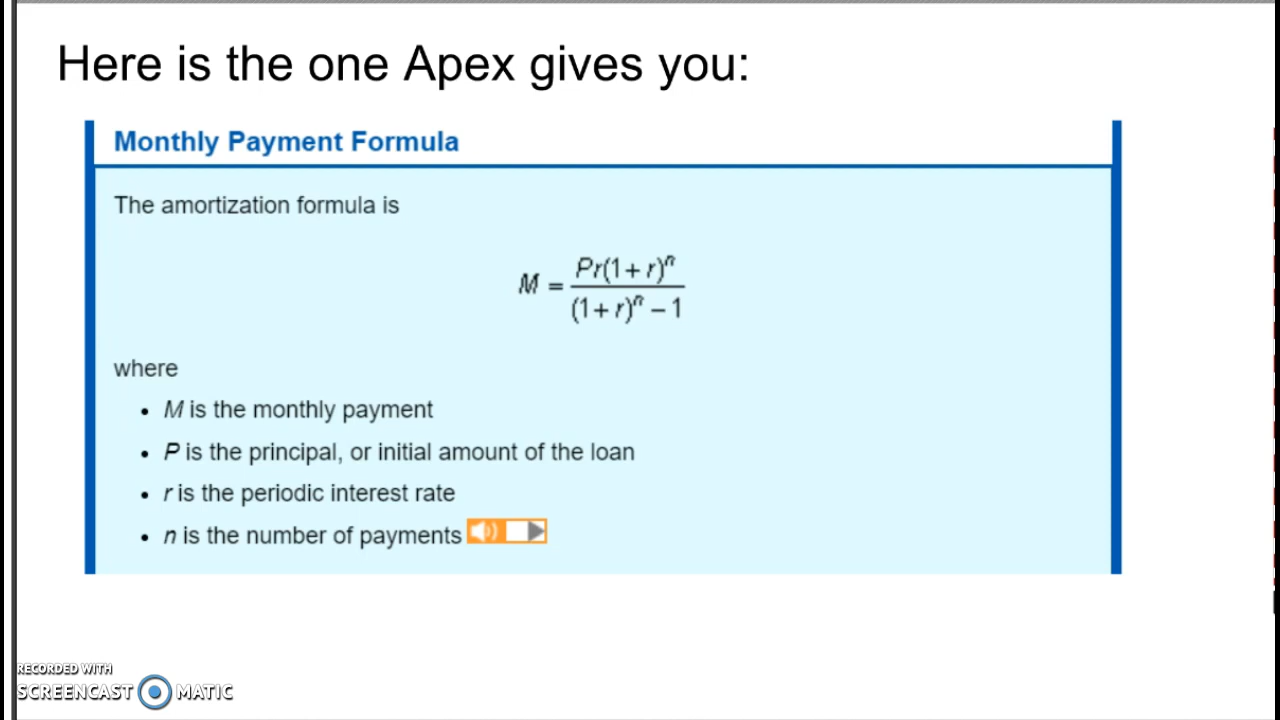 Here is the one Apex gives you:
Monthly Payment Formula
The amortization formula is
M = Pr(1 + r)^n / (1 + r)^n − 1
where
• M is the monthly payment
• P is the principal, or initial amount of the loan
• r is the periodic interest rate
• n is the number of payments
RECORDED WITH
SCREENCAST MATIC